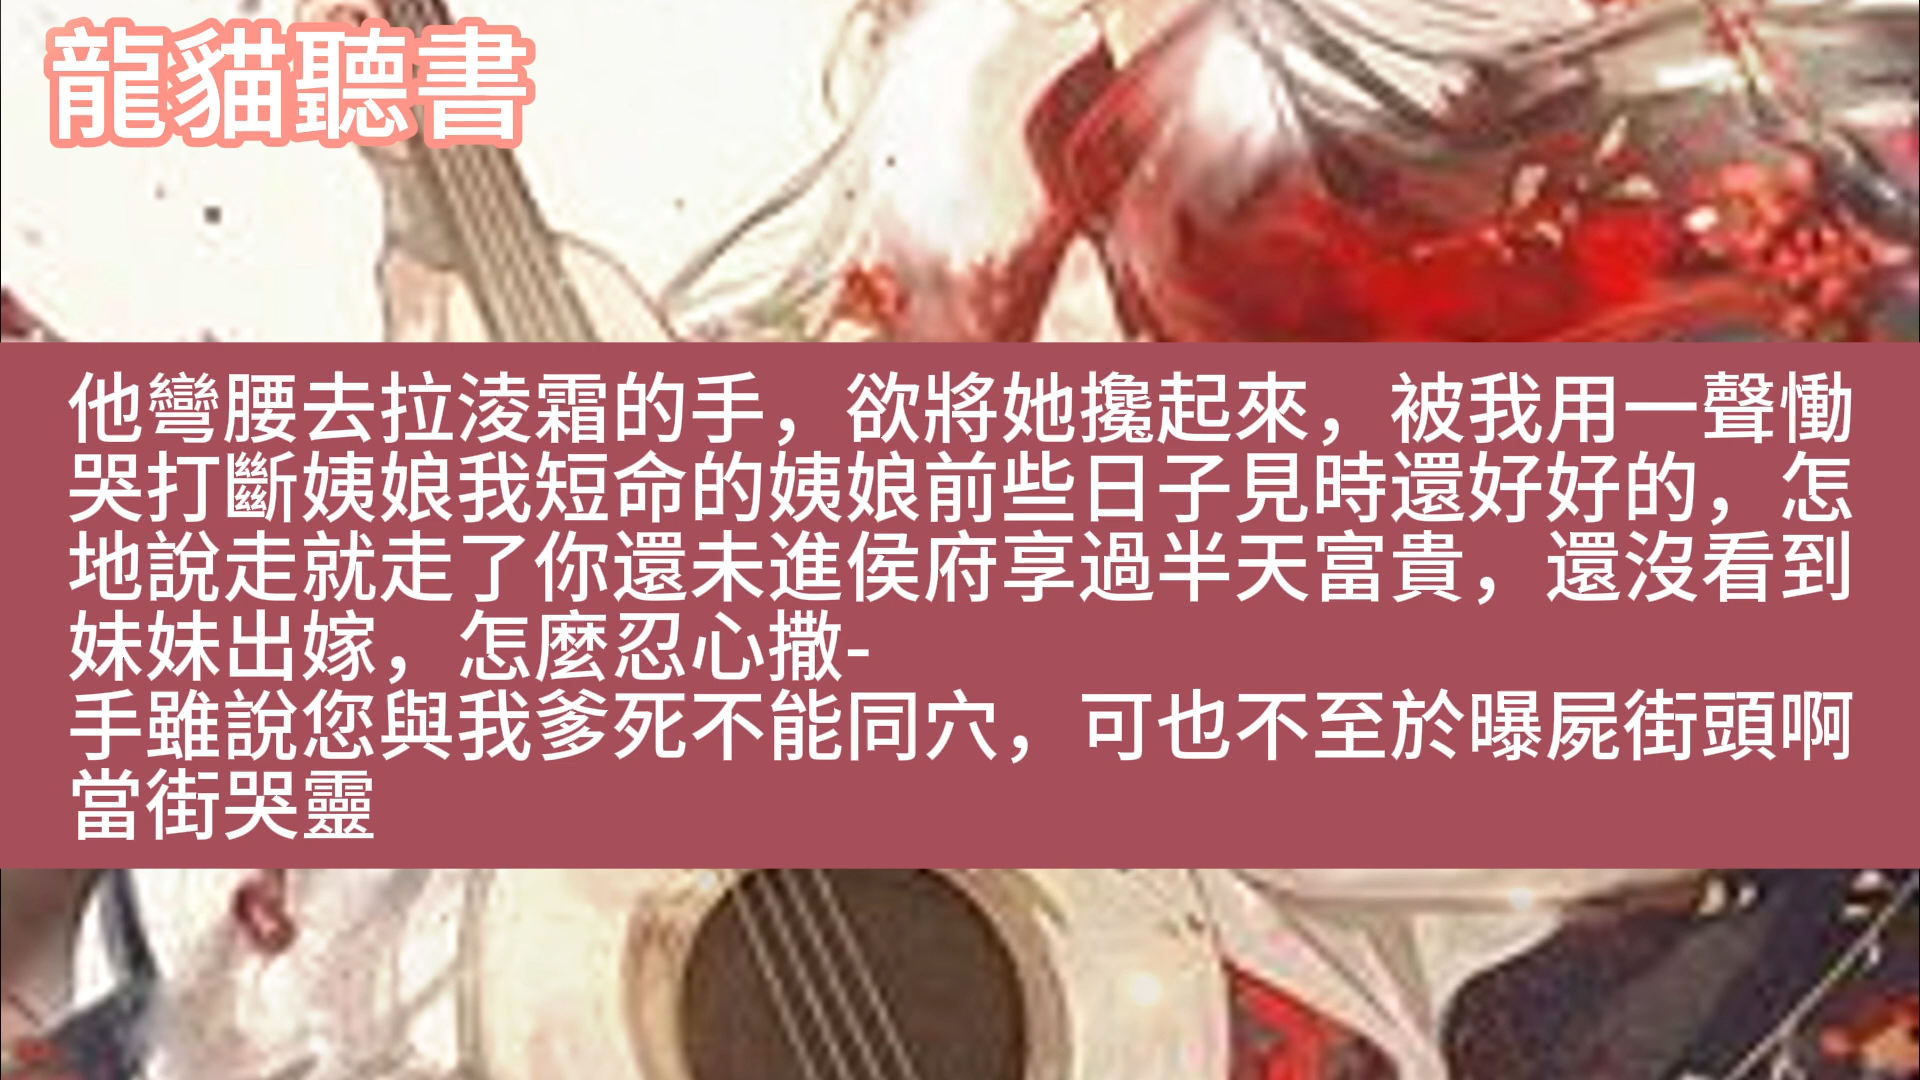 龍貓聽書
他彎腰去拉淩霜的手，欲將她攙起來，被我用一聲慟
哭打斷姨娘我短命的姨娘前些日子見時還好好的，怎
地說走就走了你還未進侯府享過半天富貴，還沒看到
妹妹出嫁，怎麼忍心撒-
手雖說您與我爹死不能同穴，可也不至於曝屍街頭啊
當街哭靈